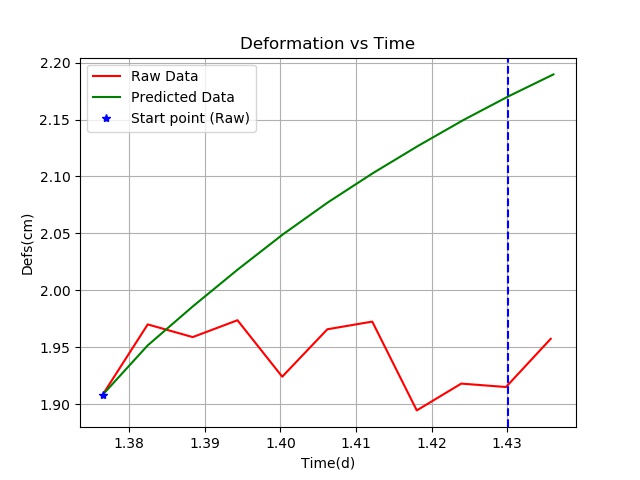 Deformation vs Time
Raw Data
Predicted Data
Start point (Raw)
2.20
2.15
2.10
2.05
2.00
1.95
1.90
Defs(cm)
1.38 1.39 1.40 1.41 1.42 1.43
Time(d)